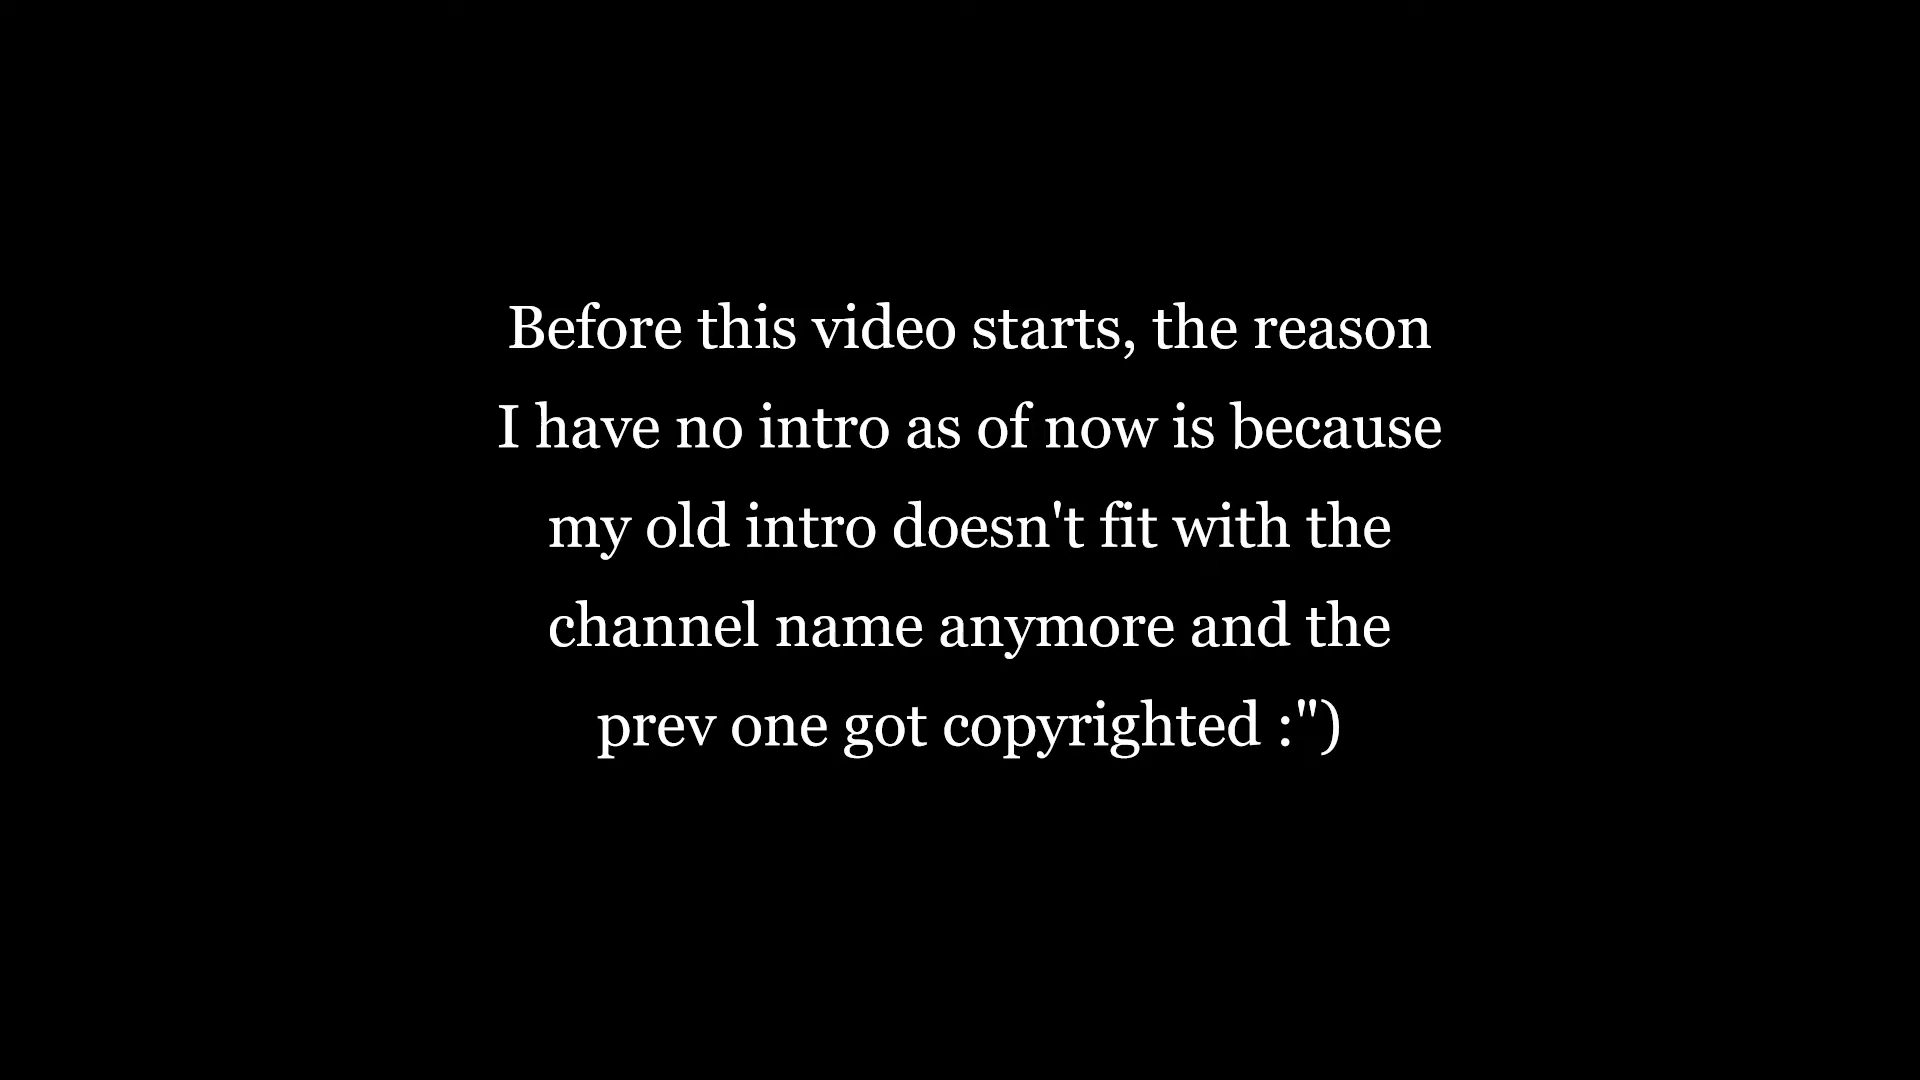 Before this video starts, the reason
I have no intro as of now is because
my old intro doesn't fit with the
channel name anymore and the
prev one got copyrighted :")